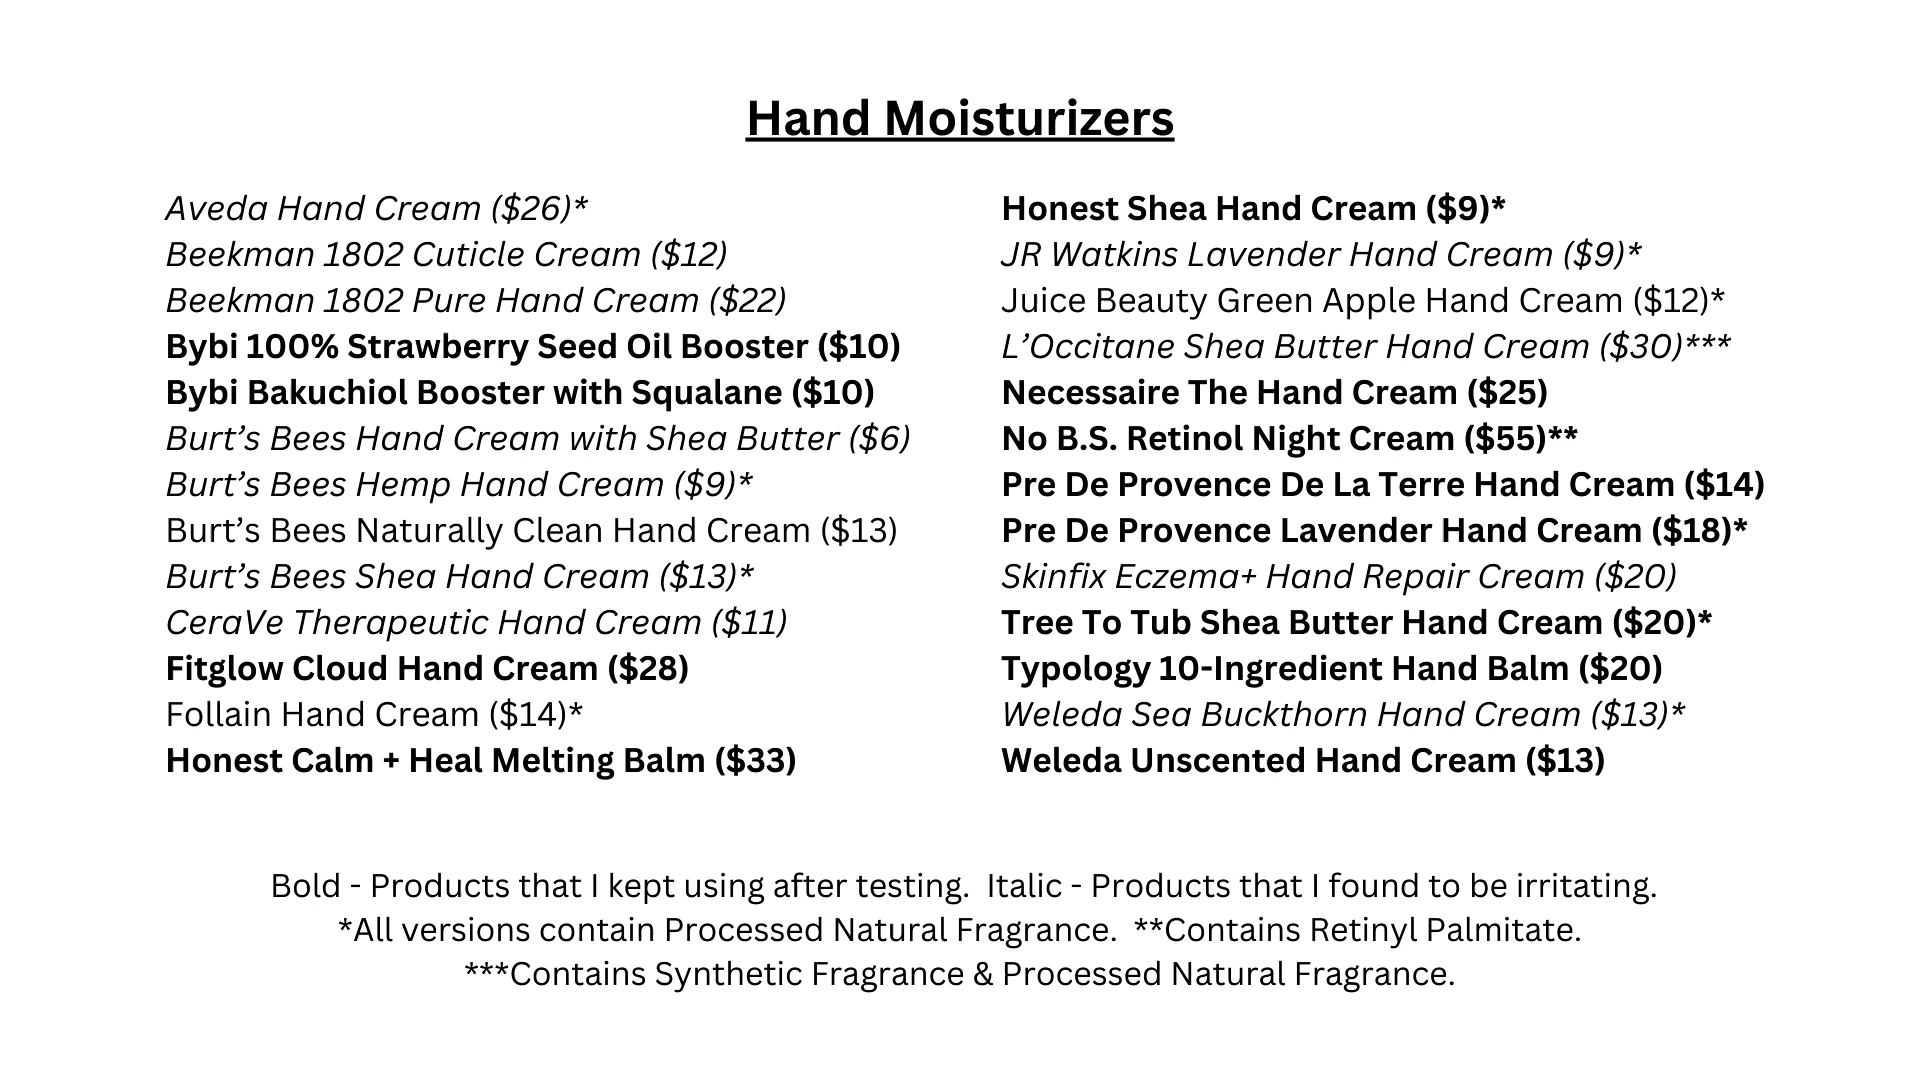 Hand Moisturizers
Aveda Hand Cream ($26)*
Beekman 1802 Cuticle Cream ($12)
Beekman 1802 Pure Hand Cream ($22)
Bybi 100% Strawberry Seed Oil Booster ($10)
Bybi Bakuchiol Booster with Squalane ($10)
Burt’s Bees Hand Cream with Shea Butter ($6)
Burt’s Bees Hemp Hand Cream ($9)*
Burt’s Bees Naturally Clean Hand Cream ($13)
Burt’s Bees Shea Hand Cream ($13)*
CeraVe Therapeutic Hand Cream ($11)
Fitglow Cloud Hand Cream ($28)
Follain Hand Cream ($14)*
Honest Calm + Heal Melting Balm ($33)
Honest Shea Hand Cream ($9)*
JR Watkins Lavender Hand Cream ($9)*
Juice Beauty Green Apple Hand Cream ($12)*
L’Occitane Shea Butter Hand Cream ($30)***
Necessaire The Hand Cream ($25)
No B.S. Retinol Night Cream ($55)**
Pre De Provence De La Terre Hand Cream ($14)
Pre De Provence Lavender Hand Cream ($18)*
Skinfix Eczema+ Hand Repair Cream ($20)
Tree To Tub Shea Butter Hand Cream ($20)*
Typology 10-Ingredient Hand Balm ($20)
Weleda Sea Buckthorn Hand Cream ($13)*
Weleda Unscented Hand Cream ($13)
Bold - Products that I kept using after testing.  Italic - Products that I found to be irritating.
*All versions contain Processed Natural Fragrance.  **Contains Retinyl Palmitate.
***Contains Synthetic Fragrance & Processed Natural Fragrance.